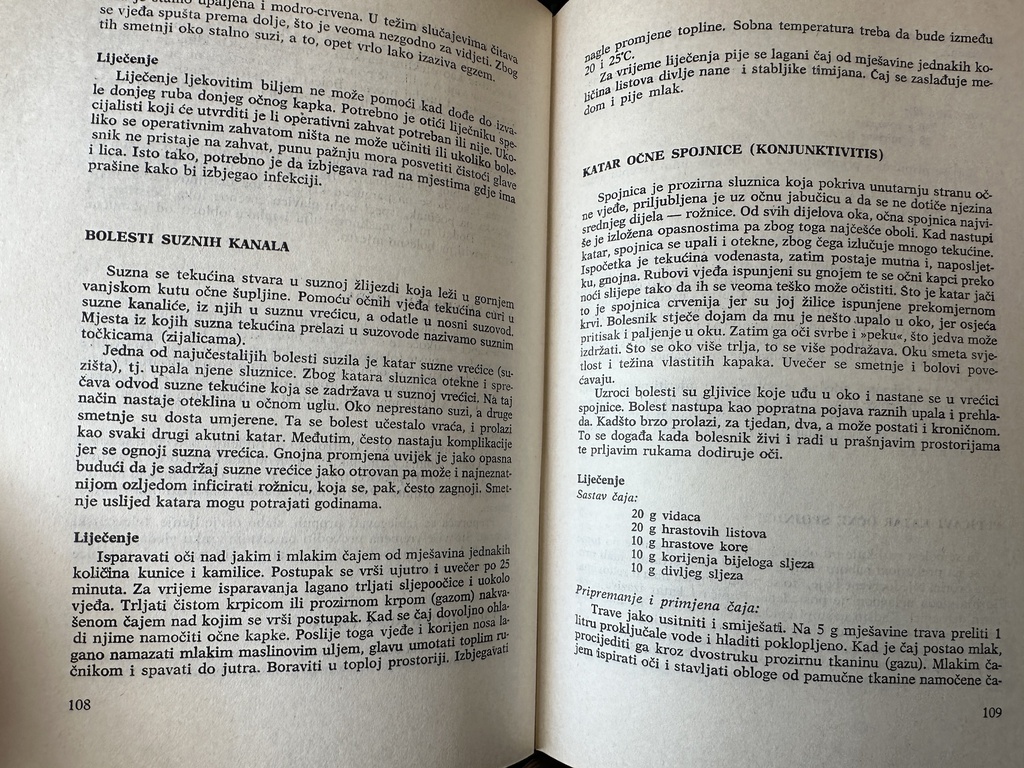 stalno upaljena i modro-crvena. U težim slučajevima čitava
se vjeđa spušta prema dolje, što je veoma nezgodno za vidjeti. Zbog
tih smetnji oko stalno suzi, a to, opet vrlo lako izaziva egzem.
Liječenje
Liječenje ljekovitim biljem ne može pomoći kad dođe do izva-
le donjeg ruba donjeg očnog kapka. Potrebno je otići liječniku spe-
cijalisti koji će utvrditi je li operativni zahvat potreban ili nije. Uko-
liko se operativnim zahvatom ništa ne može učiniti ili ukoliko bole-
snik ne pristaje na zahvat, punu pažnju mora posvetiti čistoći glave
i lica. Isto tako, potrebno je da izbjegava rad na mjestima gdje ima
prašine kako bi izbjegao infekciji.
BOLESTI SUZNIH KANALA
Suzna se tekućina stvara u suznoj žlijezdi koja leži u gornjem
vanjskom kutu očne šupljine. Pomoću očnih vjeđa tekućina curi u
suzne kanaliće, iz njih u suznu vrećicu, a odatle u nosni suzovod.
Mjesta iz kojih suzna tekućina prelazi u suzovode nazivamo suznim
točkicama (zijalicama).
Jedna od najučestalijih bolesti suzila je katar suzne vrećice (su-
zišta), tj. upala njene sluznice. Zbog katara sluznica otekne i spre-
čava odvod suzne tekućine koja se zadržava u suznoj vrećici. Na taj
način nastaje oteklina u očnom uglu. Oko neprestano suzi, a druge
smetnje su dosta umjerene. Ta se bolest učestalo vraća, i prolazi
kao svaki drugi akutni katar. Međutim, često nastaju komplikacije
jer se ognoji suzna vrećica. Gnojna promjena uvijek je jako opasna
budući da je sadržaj suzne vrećice jako otrovan pa može i najneznat-
nijom ozljedom inficirati rožnicu, koja se, pak, često zagnoji. Smet-
nje uslijed katara mogu potrajati godinama.
Liječenje
Isparavati oči nad jakim i mlakim čajem od mješavina jednakih
količina kunice i kamilice. Postupak se vrši ujutro i uvečer po 25
minuta. Za vrijeme isparavanja lagano trljati sljepoočice i uokolo
vjeđa. Trljati čistom krpicom ili prozirnom krpom (gazom) nakva-
šenom čajem nad kojim se vrši postupak. Kad se čaj dovoljno ohla-
di njime namočiti očne kapke. Poslije toga vjeđe i korijen nosa la-
gano namazati mlakim maslinovim uljem, glavu umotati toplim ru-
čnikom i spavati do jutra. Boraviti u toploj prostoriji. Izbjegavati
108
nagle promjene topline. Sobna temperatura treba da bude između
20 i 25°C.
Za vrijeme liječenja pije se lagani čaj od mješavine jednakih ko-
ličina listova divlje nane i stabljike timijana. Čaj se zaslađuje me-
dom i pije mlak.
KATAR OČNE SPOJNICE (KONJUNKTIVITIS)
Spojnica je prozirna sluznica koja pokriva unutarnju stranu oč-
ne vjeđe, priljubljena je uz očnu jabučicu a da se ne dotiče njezina
srednjeg dijela — rožnice. Od svih dijelova oka, očna spojnica najvi-
še je izložena opasnostima pa zbog toga najčešće oboli. Kad nastupi
katar, spojnica se upali i otekne, zbog čega izlučuje mnogo tekućine.
Ispočetka je tekućina vodenasta, zatim postaje mutna i, naposljet-
ku, gnojna. Rubovi vjeđa ispunjeni su gnojem te se očni kapci preko
noći slijepe tako da ih se veoma teško može očistiti. Što je katar jači
to je spojnica crvenija jer su joj žilice ispunjene prekomjernom
krvi. Bolesnik stječe dojam da mu je nešto upalo u oko, jer osjeća
pritisak i paljenje u oku. Zatim ga oči svrbe i »peku«, što jedva može
izdržati. Što se oko više trlja, to se više podražava. Oku smeta svje-
tlost i težina vlastitih kapaka. Uvečer se smetnje i bolovi pove-
ćavaju.
Uzroci bolesti su gljivice koje uđu u oko i nastane se u vrećici
spojnice. Bolest nastupa kao popratna pojava raznih upala i prehla-
da. Kadšto brzo prolazi, za tjedan, dva, a može postati i kroničnom.
To se događa kada bolesnik živi i radi u prašnjavim prostorijama
te prljavim rukama dodiruje oči.
Liječenje
Sastav čaja:
20 g vidaca
20 g hrastovih listova
10 g hrastove kore
10 g korijenja bijeloga sljeza
10 g divljeg sljeza
Pripremanje i primjena čaja:
Trave jako usitniti i smiješati. Na 5 g mješavine trava preliti 1
litru proključale vode i hladiti poklopljeno. Kad je čaj postao mlak,
procijediti ga kroz dvostruku prozirnu tkaninu (gazu). Mlakim ča-
jem ispirati oči i stavljati obloge od pamučne tkanine namočene ča-
109